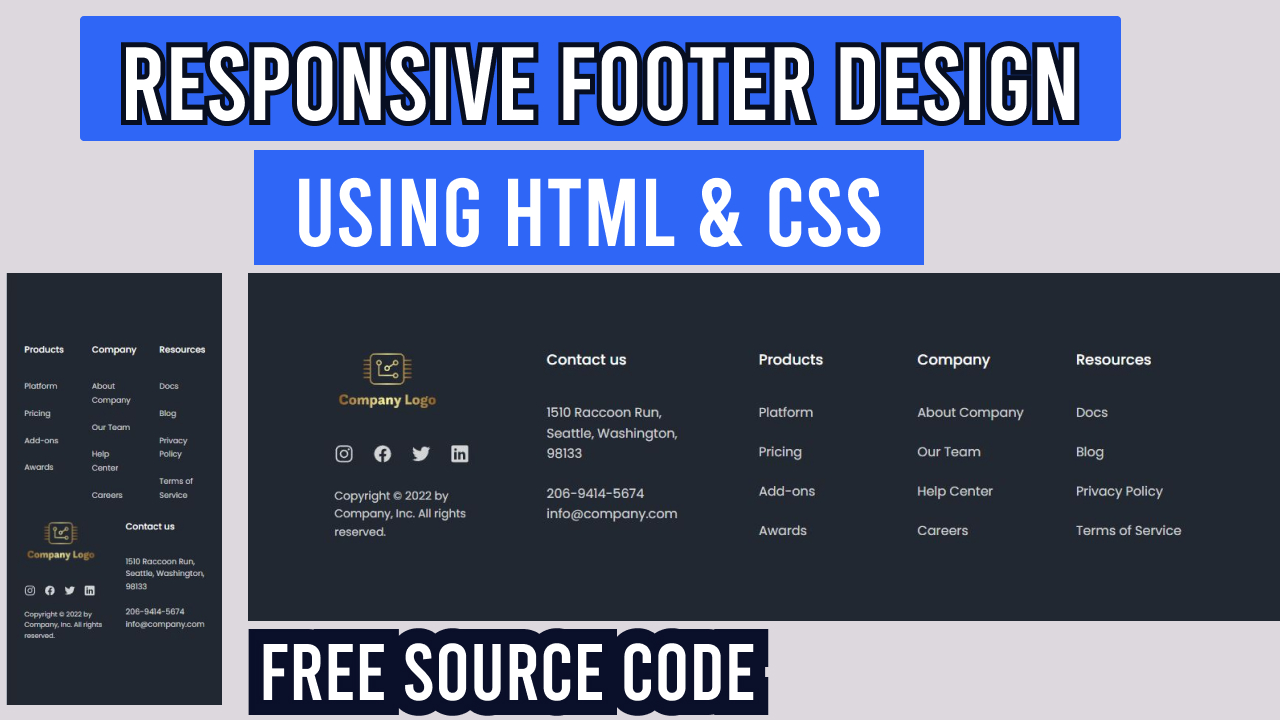 RESPONSIVE FOOTER DESIGN
USING HTML & CSS
Products
Platform
Pricing
Add-ons
Awards
Company
About
Company
Our Team
Help
Center
Careers
Resources
Docs
Blog
Privacy
Policy
Terms of
Service
Company Logo
Copyright © 2022 by
Company, Inc. All rights
reserved.
Contact us
1510 Raccoon Run,
Seattle, Washington,
98133
206-9414-5674
info@company.com
Company Logo
Copyright © 2022 by
Company, Inc. All rights
reserved.
Contact us
1510 Raccoon Run,
Seattle, Washington,
98133
206-9414-5674
info@company.com
Products
Platform
Pricing
Add-ons
Awards
Company
About Company
Our Team
Help Center
Careers
Resources
Docs
Blog
Privacy Policy
Terms of Service
FREE SOURCE CODE